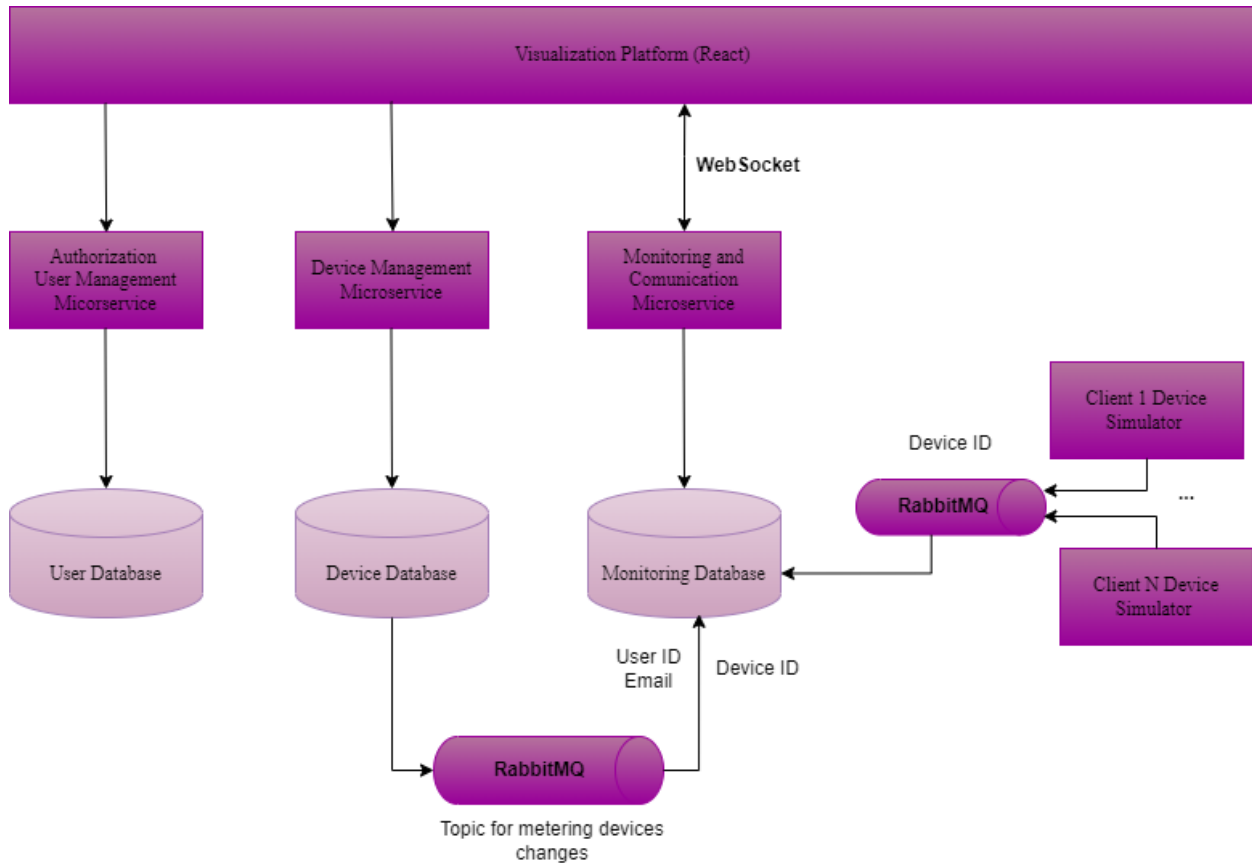 Visualization Platform (React)
WebSocket
Authorization
User Management
Micorservice
Device Management
Microservice
Monitoring and
Comunication
Microservice
Client 1 Device
Simulator
Device ID
RabbitMQ
...
User Database
Device Database
Monitoring Database
Client N Device
Simulator
User ID
Email
Device ID
RabbitMQ
Topic for metering devices
changes